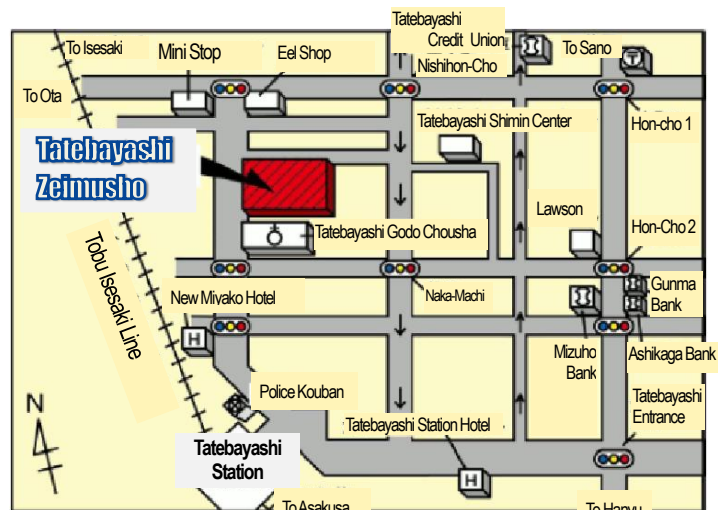 Tatebayashi
Credit Union
Nishihon-Cho
To Isesaki
Mini Stop
Eel Shop
To Sano
To Ota
Hon-cho 1
Tatebayashi Shimin Center
Tatebayashi
Zeimusho
Lawson
Tatebayashi Godo Chousha
Hon-Cho 2
Tobu Isesaki Line
New Miyako Hotel
Naka-Machi
Gunma
Bank
H
Mizuho
Bank
Ashikaga Bank
Police Kouban
Tatebayashi
Entrance
N
Tatebayashi Station Hotel
Tatebayashi
Station
H
To Asakusa
To Hanyu